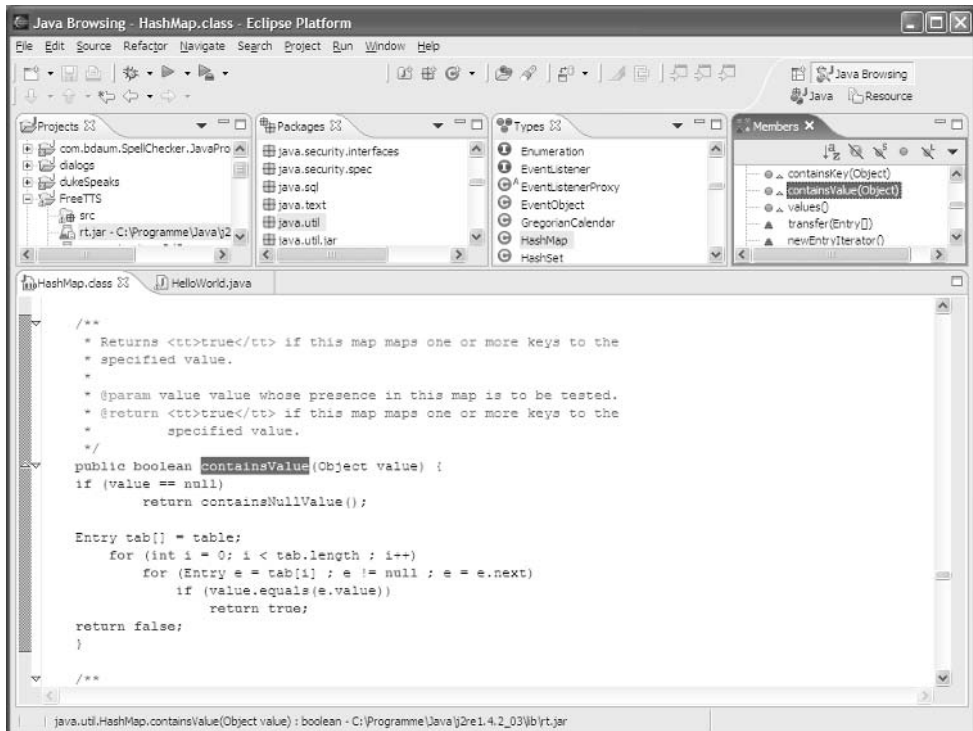 Java Browsing - HashMap.class - Eclipse Platform
File Edit Source Refactor Navigate Search Project Run Window Help
Java Browsing
Java Resource
Projects
com.bdaum.SpellChecker.JavaPro
dialogs
dukeSpeaks
FreeTTS
src
rt.jar - C:\Programme\Java\j2
Packages
java.security.interfaces
java.security.spec
java.sql
java.text
java.util
java.util.jar
Types
Enumeration
EventListener
EventListenerProxy
EventObject
GregorianCalendar
HashMap
HashSet
Members
containsKey(Object)
containsValue(Object)
values()
transfer(Entry[])
newEntryIterator()
HashMap.class HelloWorld.java
/**
* Returns <tt>true</tt> if this map maps one or more keys to the
* specified value.
*
* @param value value whose presence in this map is to be tested.
* @return <tt>true</tt> if this map maps one or more keys to the
* specified value.
*/
public boolean containsValue(Object value) {
if (value == null)
return containsNullValue();
Entry tab[] = table;
for (int i = 0; i < tab.length ; i++)
for (Entry e = tab[i] ; e != null ; e = e.next)
if (value.equals(e.value))
return true;
return false;
}
/**
java.util.HashMap.containsValue(Object value) : boolean - C:\Programme\Java\j2re1.4.2_03\lib\rt.jar